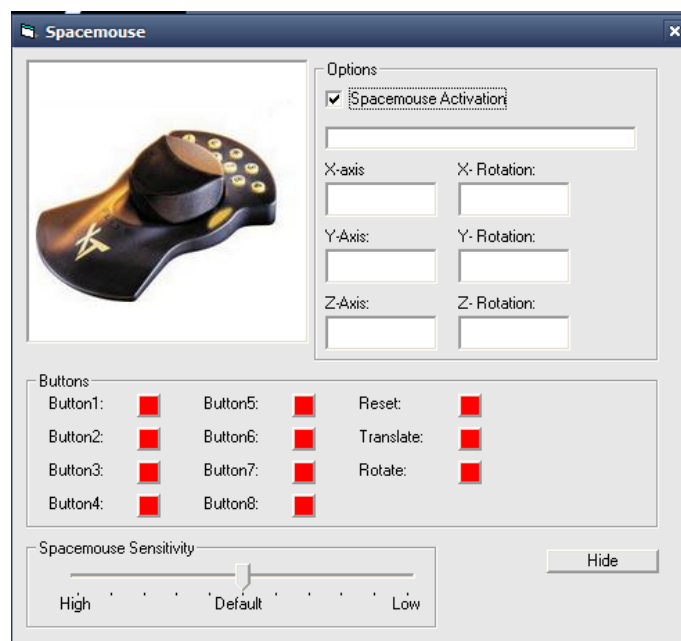 Spacemouse
Options
Spacemouse Activation
X-axis X- Rotation:
Y-Axis: Y- Rotation:
Z-Axis: Z- Rotation:
Buttons
Button1: Button5: Reset:
Button2: Button6: Translate:
Button3: Button7: Rotate:
Button4: Button8:
Spacemouse Sensitivity
Hide
High Default Low